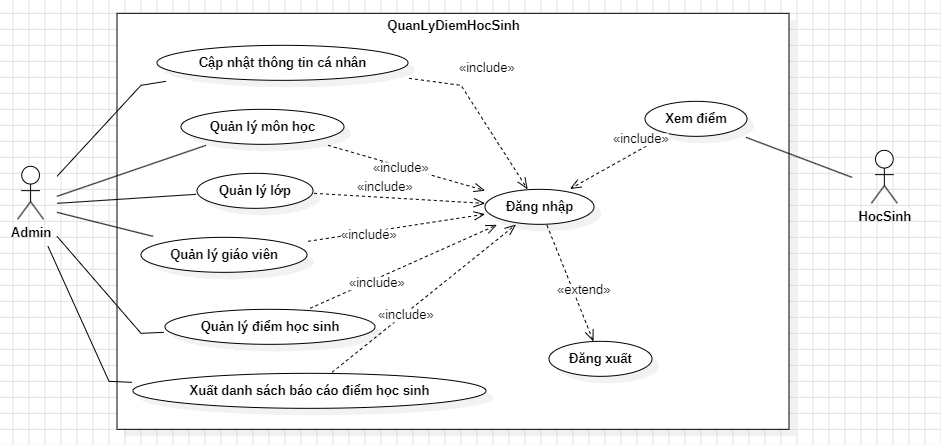 QuanLyDiemHocSinh
Cập nhật thông tin cá nhân
«include»
Quản lý môn học
Xem điểm
«include»
«include»
Quản lý lớp
«include»
Đăng nhập
HocSinh
Admin
«include»
Quản lý giáo viên
«include»
«extend»
«include»
Quản lý điểm học sinh
Đăng xuất
Xuất danh sách báo cáo điểm học sinh